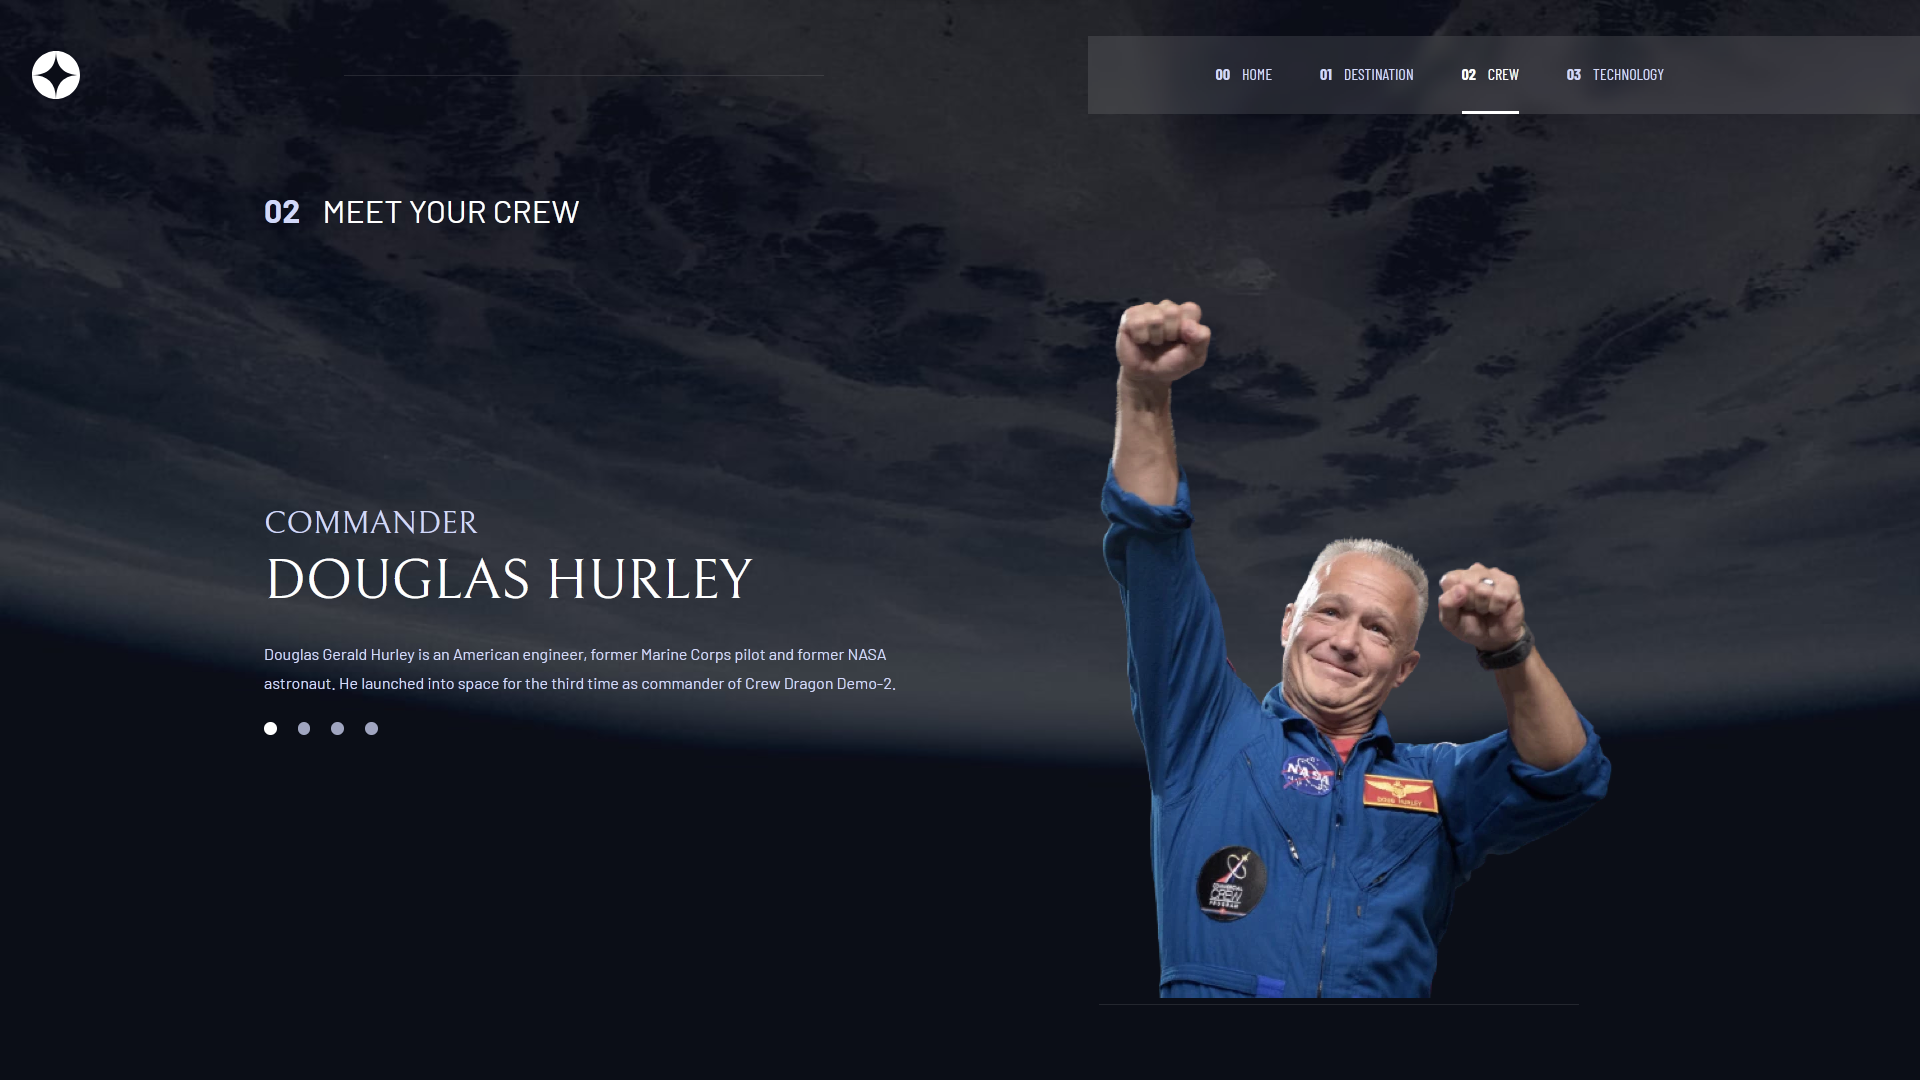 00 HOME 01 DESTINATION 02 CREW 03 TECHNOLOGY
02 MEET YOUR CREW
COMMANDER
DOUGLAS HURLEY
Douglas Gerald Hurley is an American engineer, former Marine Corps pilot and former NASA
astronaut. He launched into space for the third time as commander of Crew Dragon Demo-2.
NASA
DOUG HURLEY
COMMERCIAL
CREW
PROGRAM